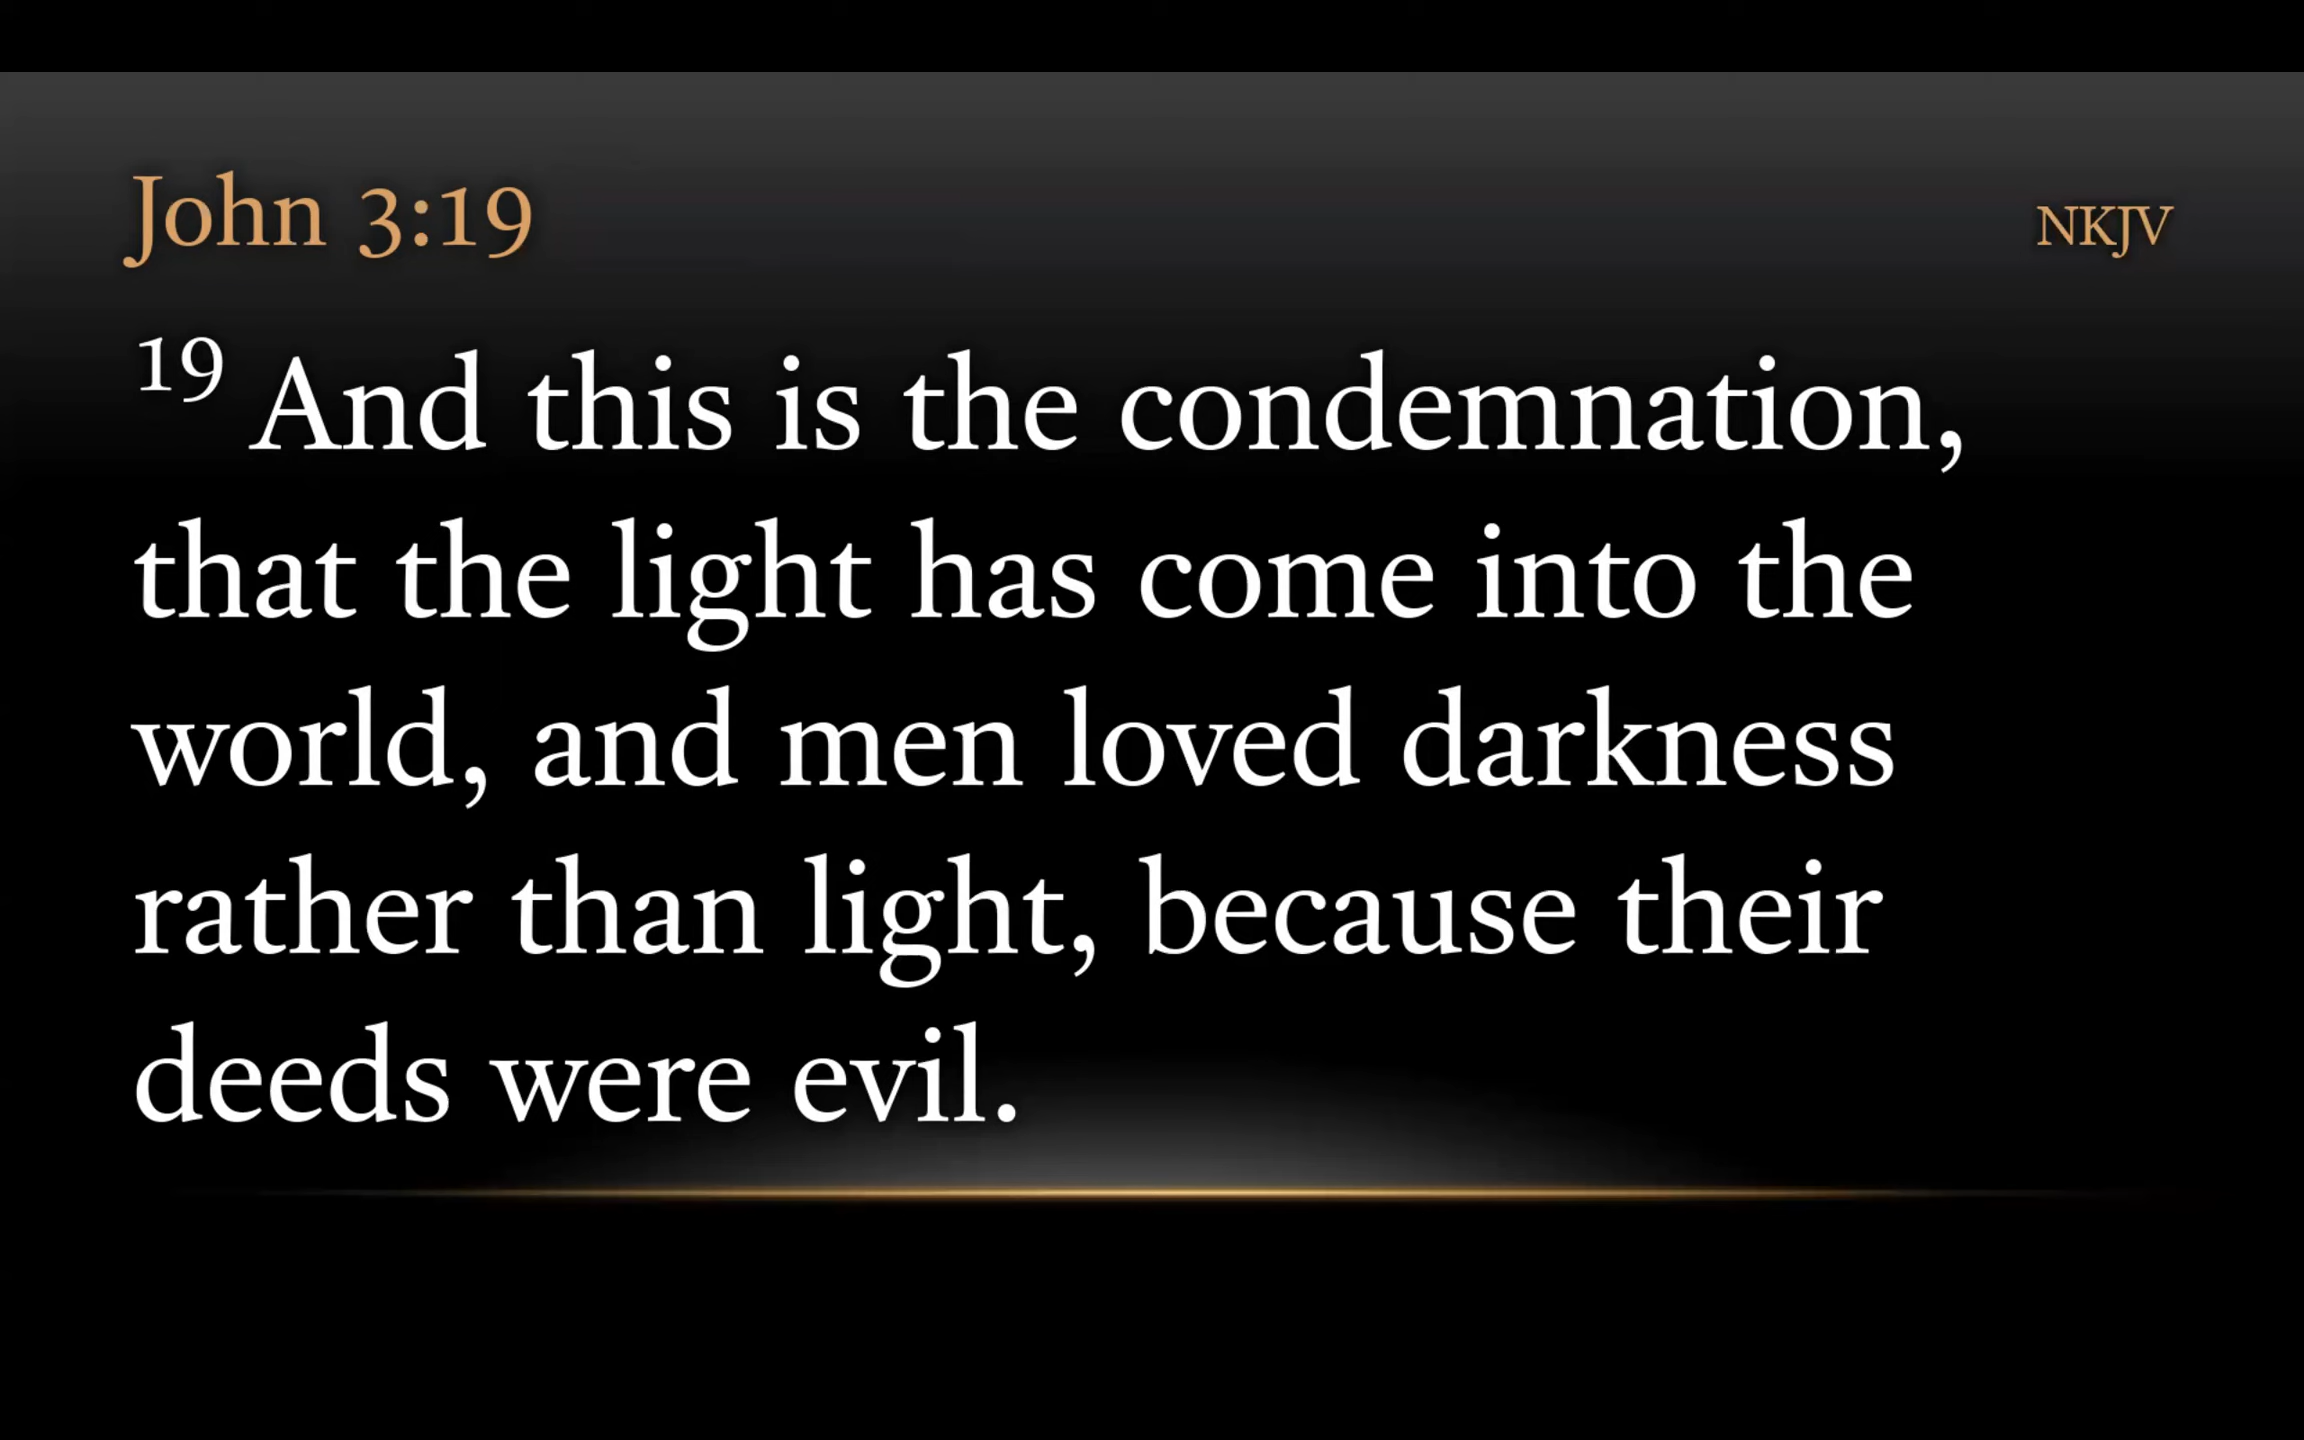 John 3:19
NKJV
19 And this is the condemnation,
that the light has come into the
world, and men loved darkness
rather than light, because their
deeds were evil.